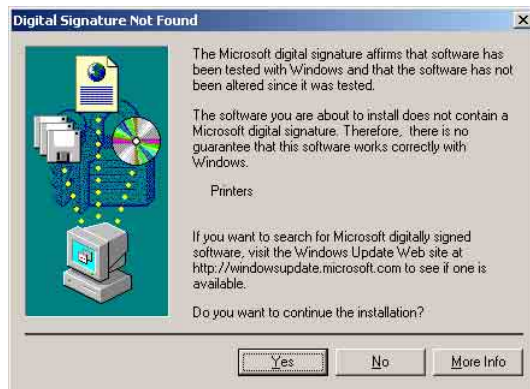 Digital Signature Not Found
The Microsoft digital signature affirms that software has
been tested with Windows and that the software has not
been altered since it was tested.
The software you are about to install does not contain a
Microsoft digital signature. Therefore, there is no
guarantee that this software works correctly with
Windows.
Printers
If you want to search for Microsoft digitally signed
software, visit the Windows Update Web site at
http://windowsupdate.microsoft.com to see if one is
available.
Do you want to continue the installation?
Yes
No
More Info